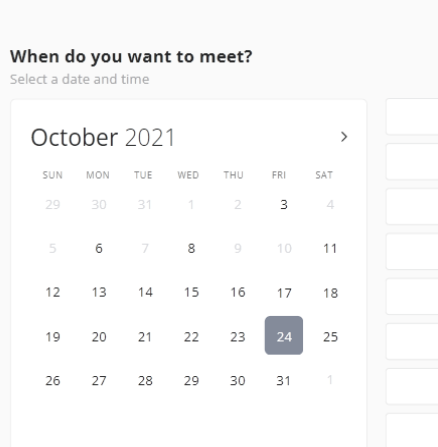 When do you want to meet?
Select a date and time
October 2021
SUN MON TUE WED THU FRI SAT
29 30 31 1 2 3 4
5 6 7 8 9 10 11
12 13 14 15 16 17 18
19 20 21 22 23 24 25
26 27 28 29 30 31 1